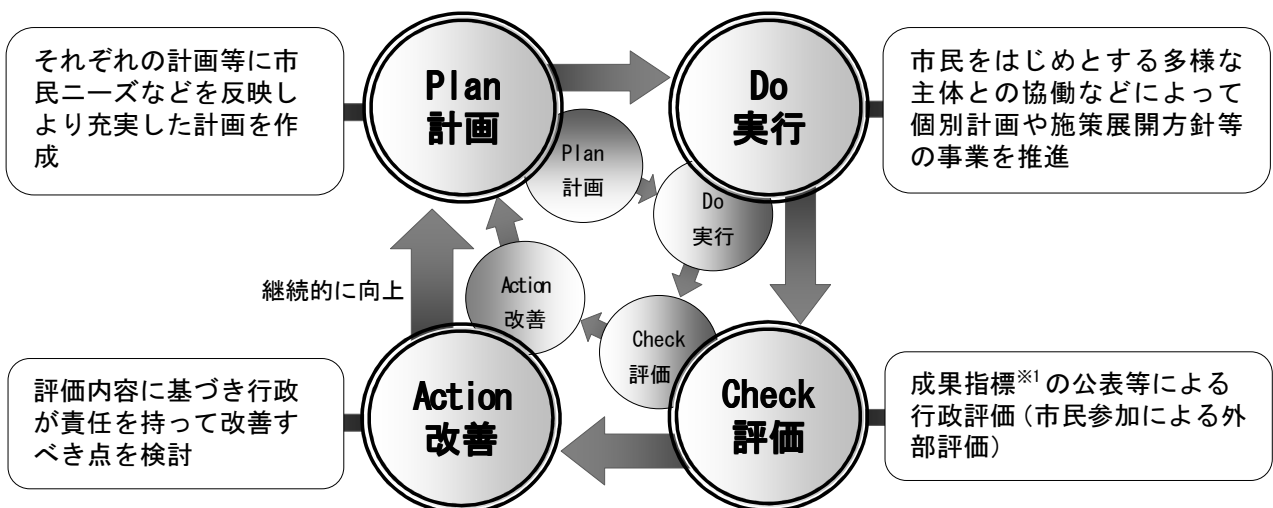 それぞれの計画等に市
民ニーズなどを反映し
より充実した計画を作
成
Plan
計画
Do
実行
市民をはじめとする多様な
主体との協働などによって
個別計画や施策展開方針等
の事業を推進
Plan
計画
Do
実行
Action
改善
Check
評価
継続的に向上
評価内容に基づき行政
が責任を持って改善す
べき点を検討
Action
改善
Check
評価
成果指標※1の公表等による
行政評価(市民参加による外
部評価)